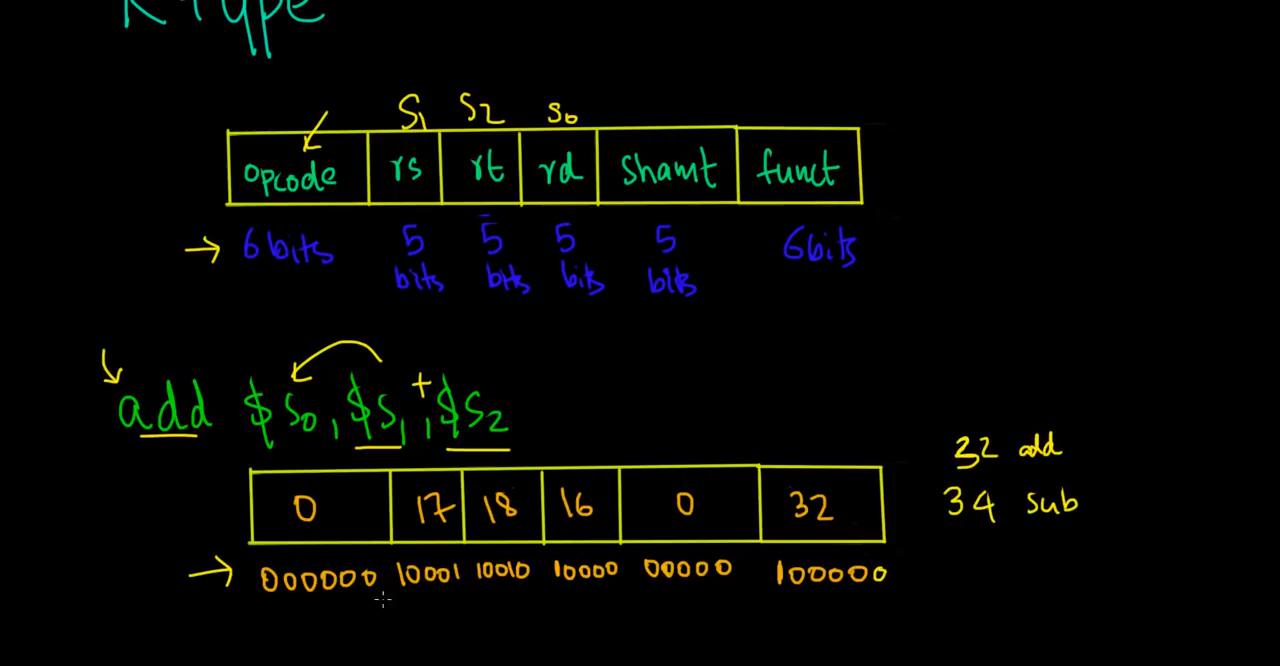 R-Type
S1 S2 S0
opcode rs rt rd shamt funct
6 bits 5 bits 5 bits 5 bits 5 bits 6 bits
add $S0, $S1, + $S2
32 add
34 sub
0 17 18 16 0 32
000000 10001 10010 10000 00000 100000